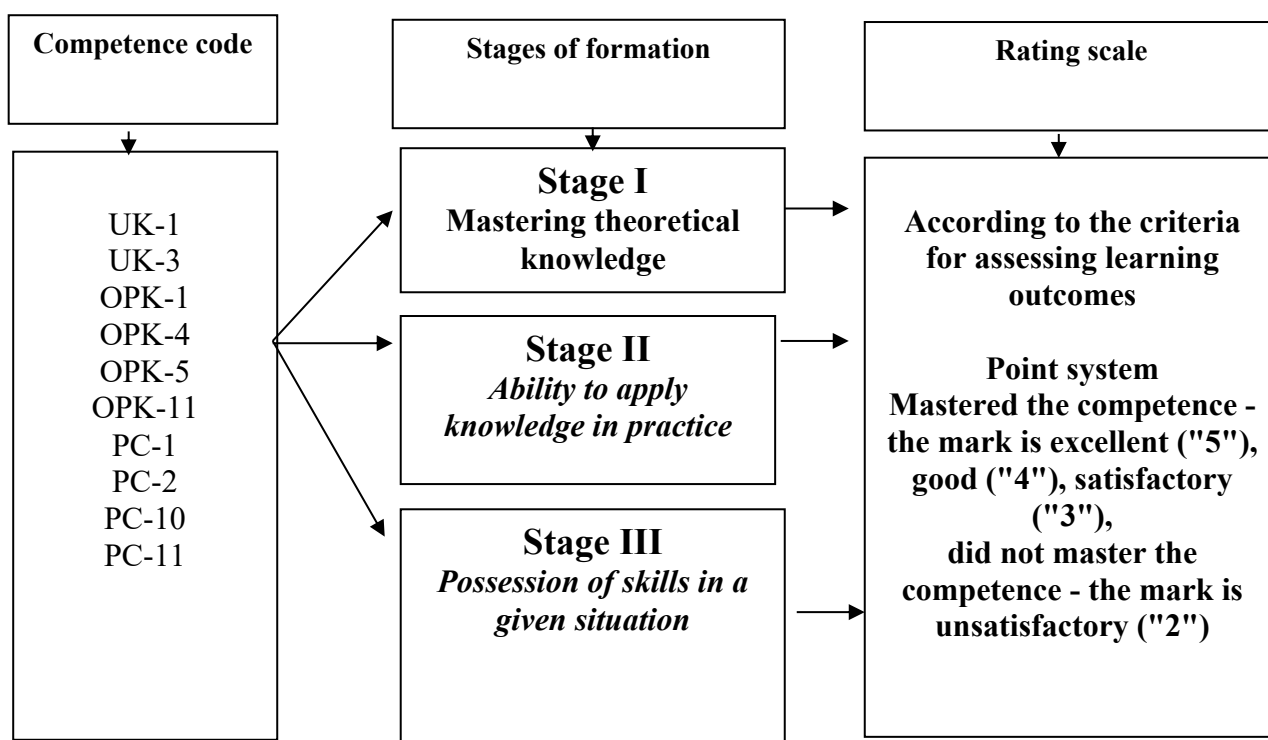 Competence code
Stages of formation
Rating scale
UK-1
UK-3
OPK-1
OPK-4
OPK-5
OPK-11
PC-1
PC-2
PC-10
PC-11
Stage I
Mastering theoretical
knowledge
Stage II
Ability to apply
knowledge in practice
Stage III
Possession of skills in a
given situation
According to the criteria
for assessing learning
outcomes
Point system
Mastered the competence -
the mark is excellent ("5"),
good ("4"), satisfactory
("3"),
did not master the
competence - the mark is
unsatisfactory ("2")